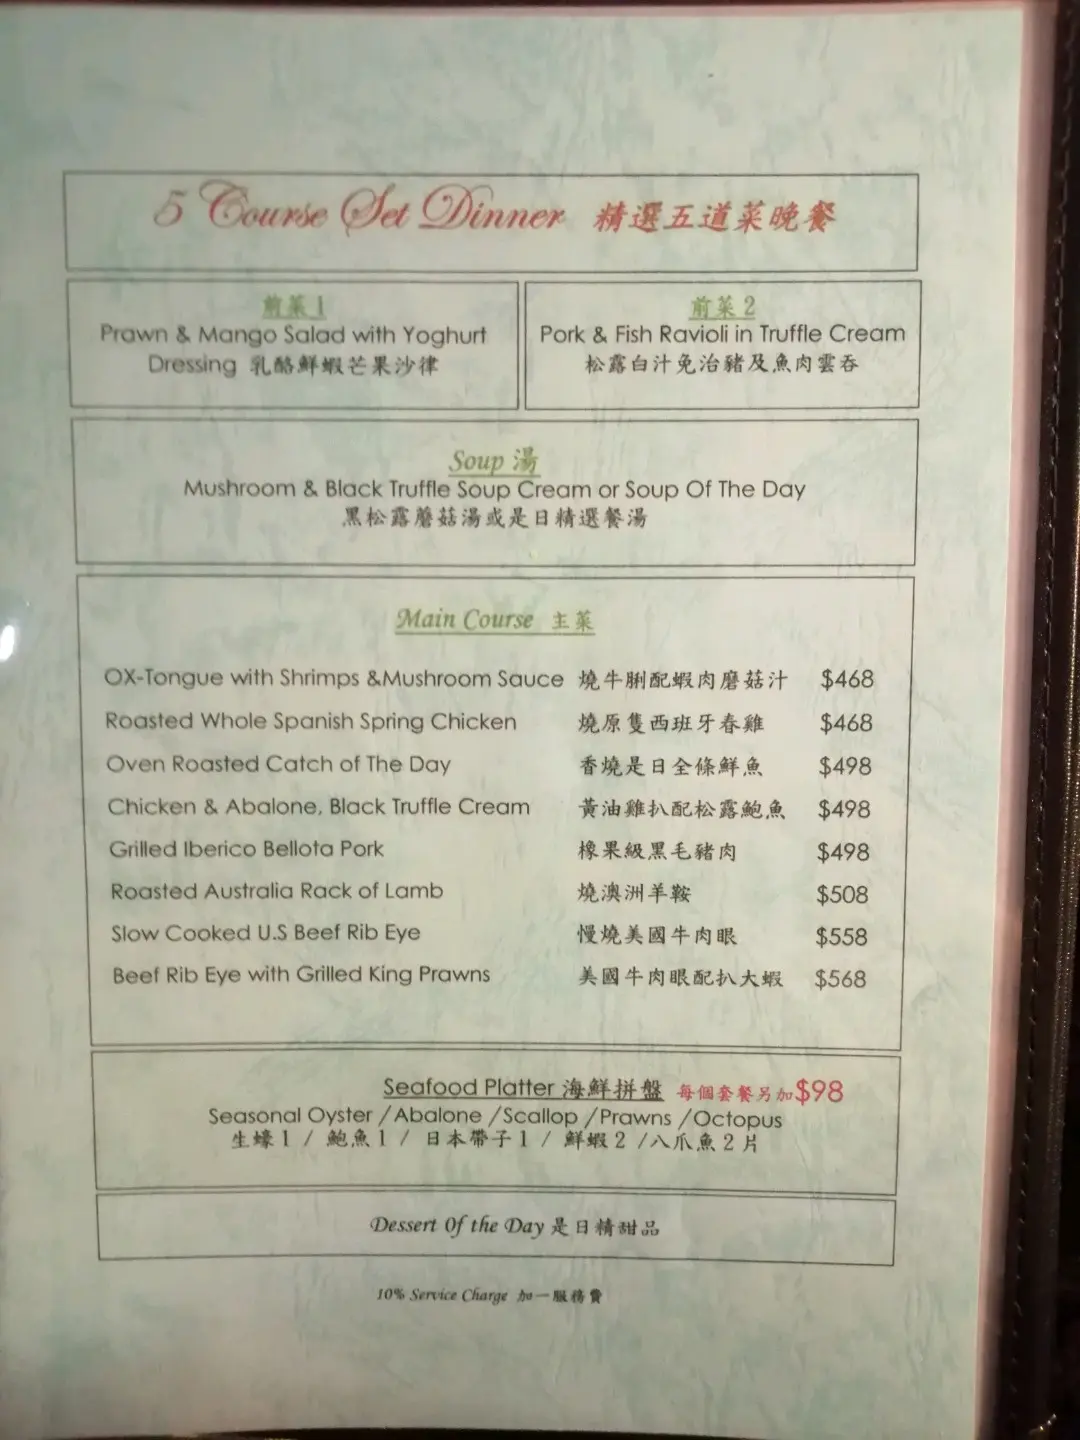 5 Course Set Dinner 精選五道菜晚餐
前菜1
Prawn & Mango Salad with Yoghurt
Dressing 乳酪鮮蝦芒果沙律
前菜2
Pork & Fish Ravioli in Truffle Cream
松露白汁免治豬及魚肉雲吞
Soup 湯
Mushroom & Black Truffle Soup Cream or Soup Of The Day
黑松露蘑菇湯或是日精選餐湯
Main Course 主菜
OX-Tongue with Shrimps &Mushroom Sauce 燒牛脷配蝦肉磨菇汁 $468
Roasted Whole Spanish Spring Chicken 燒原隻西班牙春雞 $468
Oven Roasted Catch of The Day 香燒是日全條鮮魚 $498
Chicken & Abalone, Black Truffle Cream 黃油雞扒配松露鮑魚 $498
Grilled Iberico Bellota Pork 橡果級黑毛豬肉 $498
Roasted Australia Rack of Lamb 燒澳洲羊鞍 $508
Slow Cooked U.S Beef Rib Eye 慢燒美國牛肉眼 $558
Beef Rib Eye with Grilled King Prawns 美國牛肉眼配扒大蝦 $568
Seafood Platter 海鮮拼盤 每個套餐另加$98
Seasonal Oyster /Abalone /Scallop /Prawns /Octopus
生蠔1 / 鮑魚1 / 日本帶子1 / 鮮蝦2 /八爪魚2片
Dessert Of the Day 是日精甜品
10% Service Charge 加一服務費